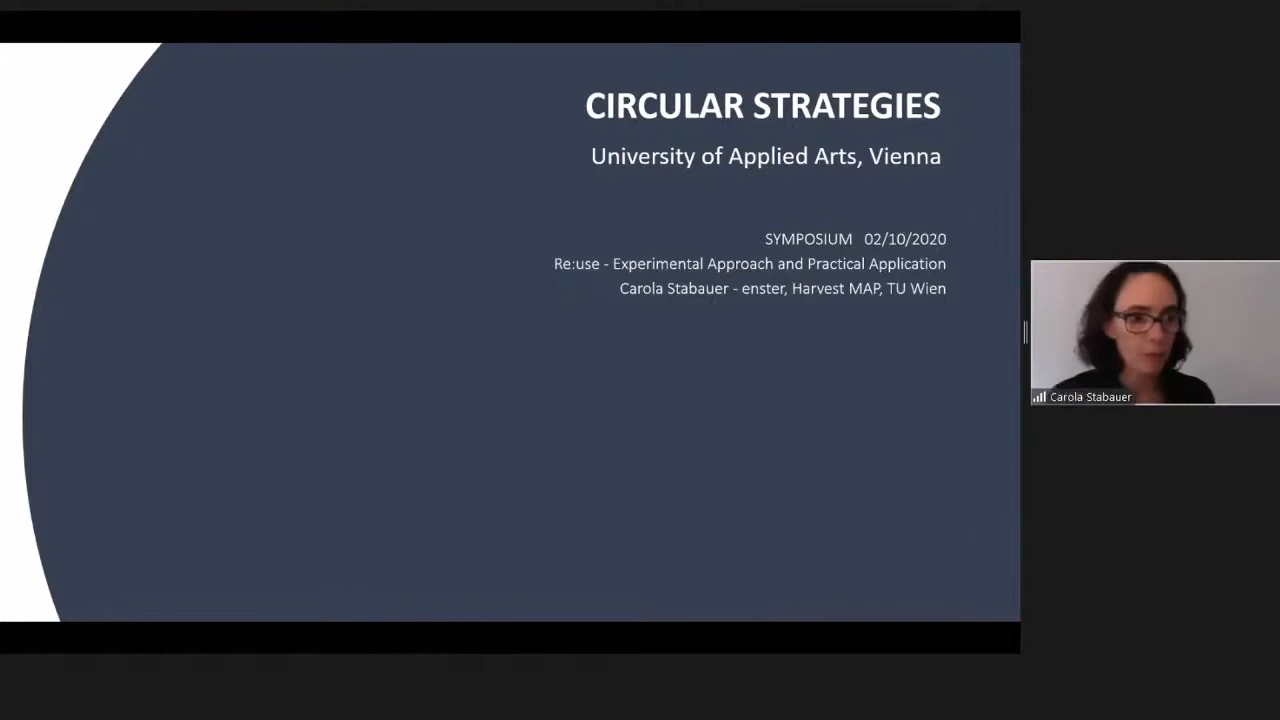 CIRCULAR STRATEGIES
University of Applied Arts, Vienna
SYMPOSIUM 02/10/2020
Re:use - Experimental Approach and Practical Application
Carola Stabauer - enster, Harvest MAP, TU Wien
Carola Stabauer